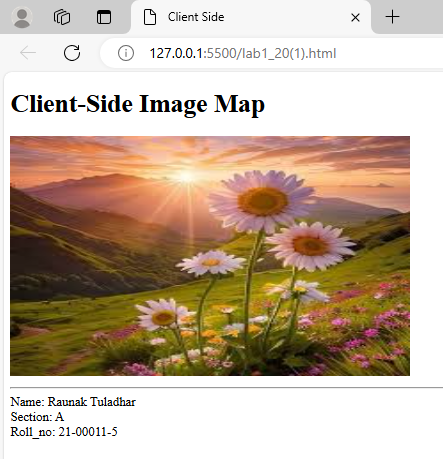 Client Side
127.0.0.1:5500/lab1_20(1).html
Client-Side Image Map
Name: Raunak Tuladhar
Section: A
Roll_no: 21-00011-5